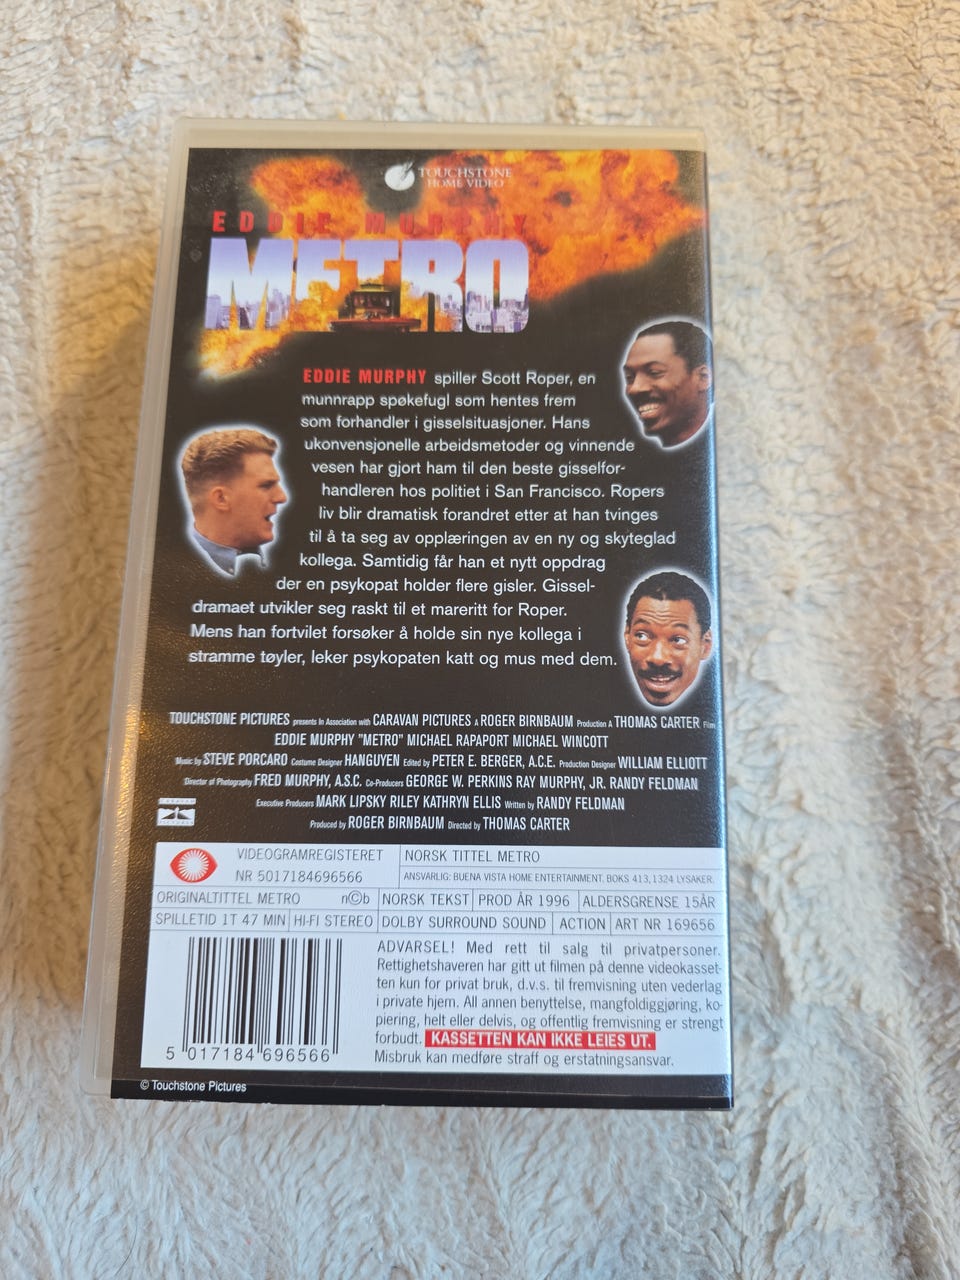 TOUCHSTONE
HOME VIDEO
EDDIE MURPHY
METRO
EDDIE MURPHY spiller Scott Roper, en
munnrapp spøkefugl som hentes frem
som forhandler i gisselsituasjoner. Hans
ukonvensjonelle arbeidsmetoder og vinnende
vesen har gjort ham til den beste gisselfor-
handleren hos politiet i San Francisco. Ropers
liv blir dramatisk forandret etter at han tvinges
til å ta seg av opplæringen av en ny og skyteglad
kollega. Samtidig får han et nytt oppdrag
der en psykopat holder flere gisler. Gissel-
dramaet utvikler seg raskt til et mareritt for Roper.
Mens han fortvilet forsøker å holde sin nye kollega i
stramme tøyler, leker psykopaten katt og mus med dem.
TOUCHSTONE PICTURES presents In Association with CARAVAN PICTURES A ROGER BIRNBAUM Production A THOMAS CARTER Film
EDDIE MURPHY "METRO" MICHAEL RAPAPORT MICHAEL WINCOTT
Music by STEVE PORCARO Costume Designer HANGUYEN Edited by PETER E. BERGER, A.C.E. Production Designer WILLIAM ELLIOTT
Director of Photography FRED MURPHY, A.S.C. Co-Producers GEORGE W. PERKINS RAY MURPHY, JR. RANDY FELDMAN
Executive Producers MARK LIPSKY RILEY KATHRYN ELLIS Written by RANDY FELDMAN
Produced by ROGER BIRNBAUM Directed by THOMAS CARTER
CARAVAN
PICTURES
VIDEOGRAMREGISTERET
NR 5017184696566
NORSK TITTEL METRO
ANSVARLIG: BUENA VISTA HOME ENTERTAINMENT. BOKS 413, 1324 LYSAKER.
ORIGINALTITTEL METRO n©b NORSK TEKST PROD ÅR 1996 ALDERSGRENSE 15ÅR
SPILLETID 1T 47 MIN HI-FI STEREO DOLBY SURROUND SOUND ACTION ART NR 169656
ADVARSEL! Med rett til salg til privatpersoner.
Rettighetshaveren har gitt ut filmen på denne videokasset-
ten kun for privat bruk, d.v.s. til fremvisning uten vederlag
i private hjem. All annen benyttelse, mangfoldiggjøring, ko-
piering, helt eller delvis, og offentlig fremvisning er strengt
forbudt. KASSETTEN KAN IKKE LEIES UT.
Misbruk kan medføre straff og erstatningsansvar.
5 017184 696566
© Touchstone Pictures